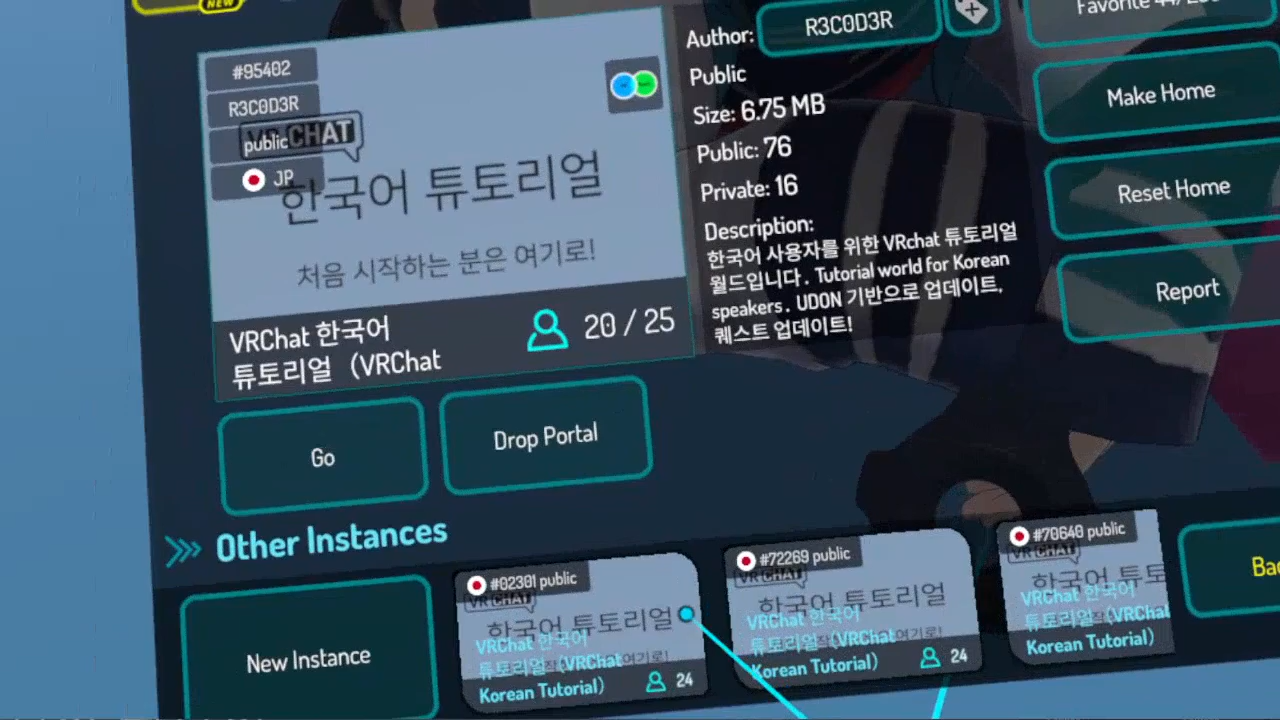 NEW
#95402
R3C0D3R
public
JP
VRCHAT
한국어 튜토리얼
처음 시작하는 분은 여기로!
VRChat 한국어
튜토리얼 (VRChat
20 / 25
Go
Drop Portal
Author: R3C0D3R
Public
Size: 6.75 MB
Public: 76
Private: 16
Description:
한국어 사용자를 위한 VRchat 튜토리얼
월드입니다. Tutorial world for Korean
speakers. UDON 기반으로 업데이트,
퀘스트 업데이트!
Favorite
Make Home
Reset Home
Report
Other Instances
New Instance
#02301 public
VRCHAT
한국어 튜토리얼
VRChat 한국어
튜토리얼 (VRChat
Korean Tutorial)
24
#72269 public
VRCHAT
한국어 튜토리얼
VRChat 한국어
튜토리얼 (VRChat
Korean Tutorial)
24
#70640 public
VRCHAT
한국어 튜토
VRChat 한국어
튜토리얼 (VRChat
Korean Tutorial)